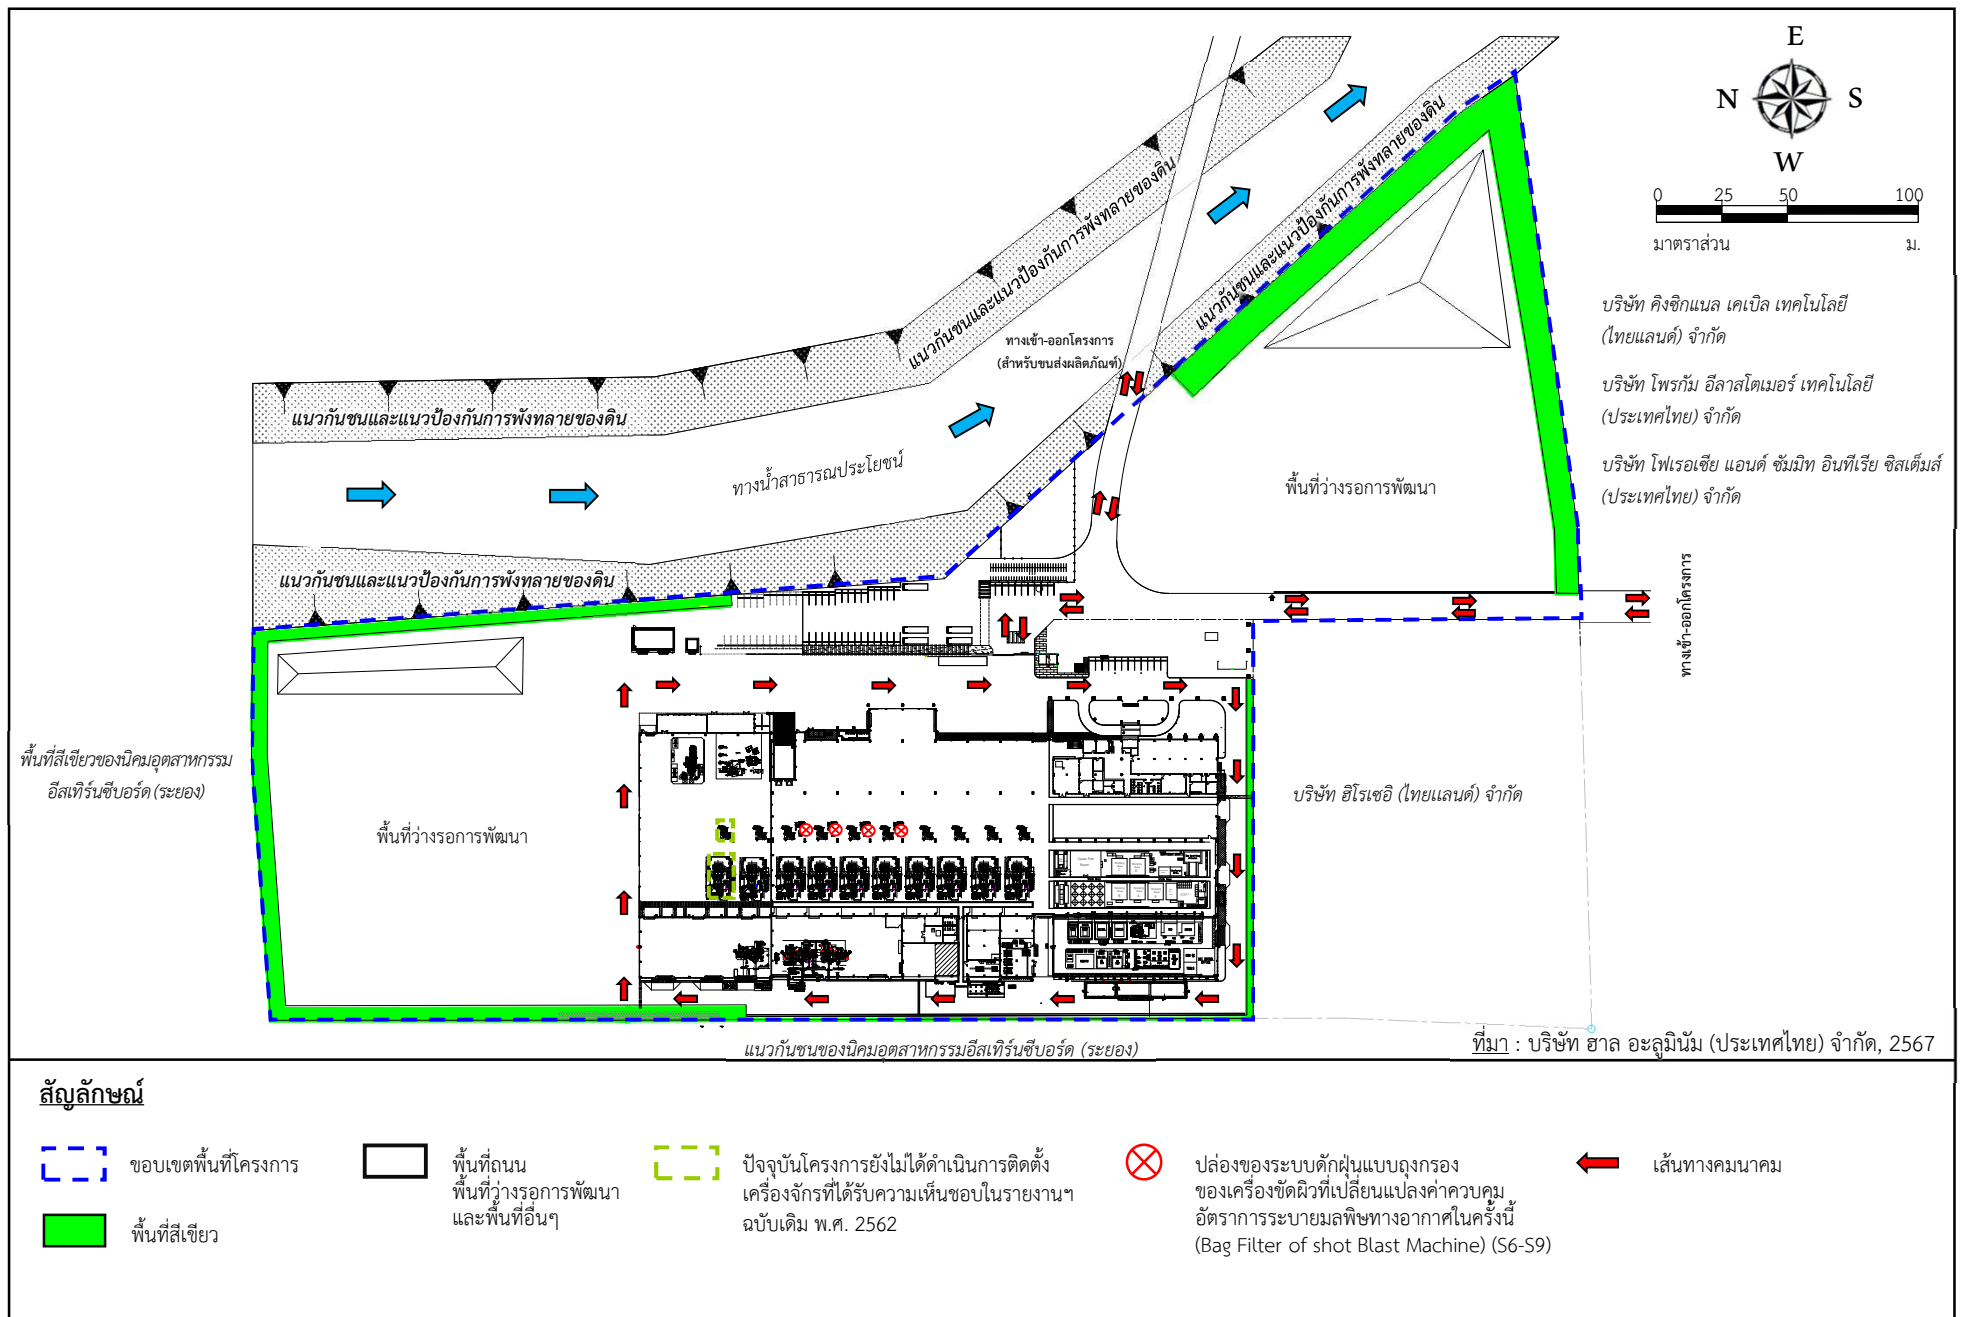 E
N
S
W
0 25 50 100
มาตราส่วน ม.
แนวกันชนและแนวป้องกันการพังทลายของดิน
แนวกันชนและแนวป้องกันการพังทลายของดิน
แนวกันชนและแนวป้องกันการพังทลายของดิน
บริษัท คิงซิกแนล เคเบิล เทคโนโลยี
(ไทยแลนด์) จำกัด
บริษัท โพรกัม อีลาสโตเมอร์ เทคโนโลยี
(ประเทศไทย) จำกัด
บริษัท โฟเรอเซีย แอนด์ ซัมมิท อินทีเรีย ซิสเต็มส์
(ประเทศไทย) จำกัด
ทางเข้า-ออกโครงการ
(สำหรับขนส่งผลิตภัณฑ์)
แนวกันชนและแนวป้องกันการพังทลายของดิน
ทางน้ำสาธารณประโยชน์
พื้นที่ว่างรอการพัฒนา
แนวกันชนและแนวป้องกันการพังทลายของดิน
ทางเข้า-ออกโครงการ
พื้นที่สีเขียวของนิคมอุตสาหกรรม
อีสเทิร์นซีบอร์ด (ระยอง)
พื้นที่ว่างรอการพัฒนา
บริษัท ฮิโรเซอิ (ไทยแลนด์) จำกัด
แนวกันชนของนิคมอุตสาหกรรมอีสเทิร์นซีบอร์ด (ระยอง)
ที่มา : บริษัท ฮาล อะลูมินัม (ประเทศไทย) จำกัด, 2567
สัญลักษณ์
ขอบเขตพื้นที่โครงการ
พื้นที่สีเขียว
พื้นที่ถนน
พื้นที่ว่างรอการพัฒนา
และพื้นที่อื่นๆ
ปัจจุบันโครงการยังไม่ได้ดำเนินการติดตั้ง
เครื่องจักรที่ได้รับความเห็นชอบในรายงานฯ
ฉบับเดิม พ.ศ. 2562
ปล่องของระบบดักฝุ่นแบบถุงกรอง
ของเครื่องขัดผิวที่เปลี่ยนแปลงค่าควบคุม
อัตราการระบายมลพิษทางอากาศในครั้งนี้
(Bag Filter of shot Blast Machine) (S6-S9)
เส้นทางคมนาคม